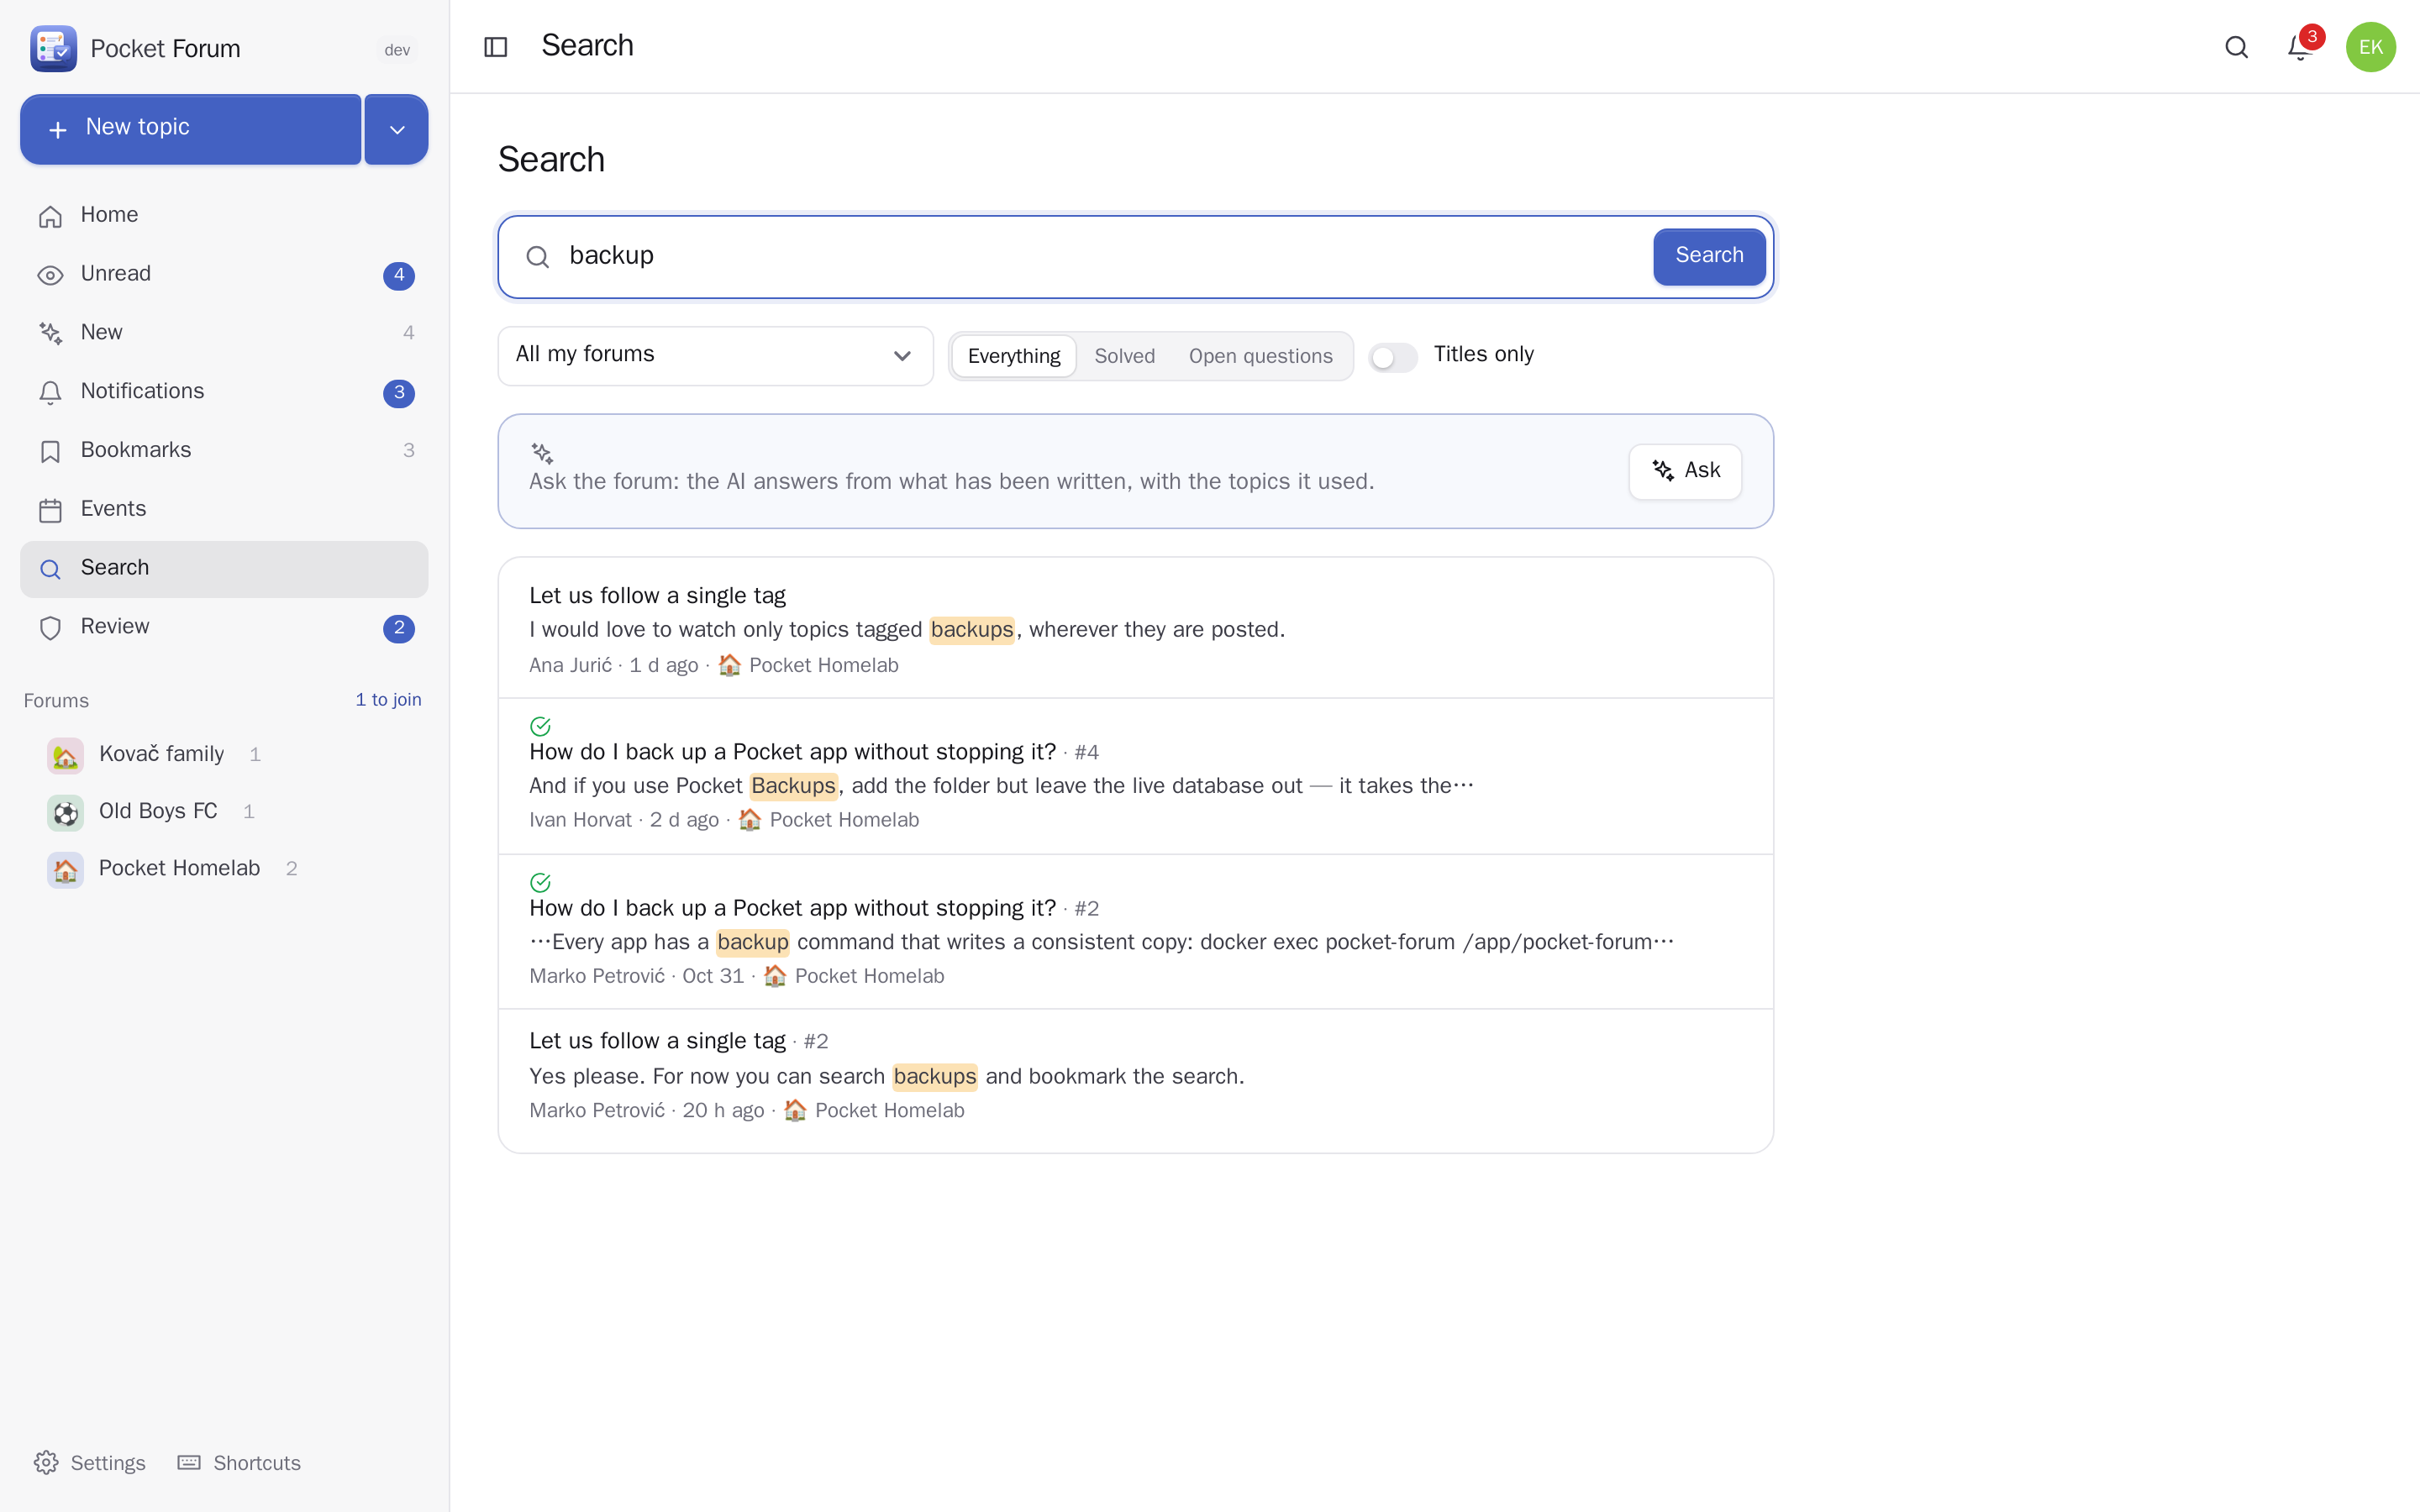 Pocket Forum
dev
New topic
Home
Unread 4
New 4
Notifications 3
Bookmarks 3
Events
Search
Review 2
Forums 1 to join
Kovač family 1
Old Boys FC 1
Pocket Homelab 2
Settings Shortcuts
Search
3
EK
Search
backup
Search
All my forums
Everything Solved Open questions
Titles only
Ask the forum: the AI answers from what has been written, with the topics it used.
Ask
Let us follow a single tag
I would love to watch only topics tagged backups, wherever they are posted.
Ana Jurić · 1 d ago · 🏠 Pocket Homelab
How do I back up a Pocket app without stopping it? · #4
And if you use Pocket Backups, add the folder but leave the live database out — it takes the…
Ivan Horvat · 2 d ago · 🏠 Pocket Homelab
How do I back up a Pocket app without stopping it? · #2
…Every app has a backup command that writes a consistent copy: docker exec pocket-forum /app/pocket-forum…
Marko Petrović · Oct 31 · 🏠 Pocket Homelab
Let us follow a single tag · #2
Yes please. For now you can search backups and bookmark the search.
Marko Petrović · 20 h ago · 🏠 Pocket Homelab